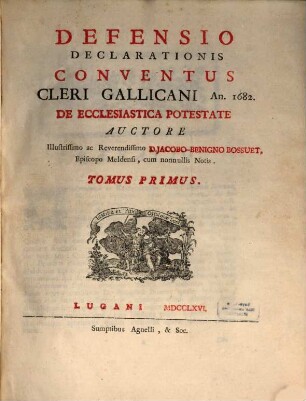 DEFENSIO
DECLARATIONIS
CONVENTUS
CLERI GALLICANI An. 1682.
DE ECCLESIASTICA POTESTATE
AUCTORE
Illustrissimo ac Reverendissimo D. JACOBO-BENIGNO BOSSUET,
Episcopo Meldensi, cum nonnullis Notis.
TOMUS PRIMUS.
LUGANI MDCCLXVI.
Sumptibus Agnelli, & Soc.